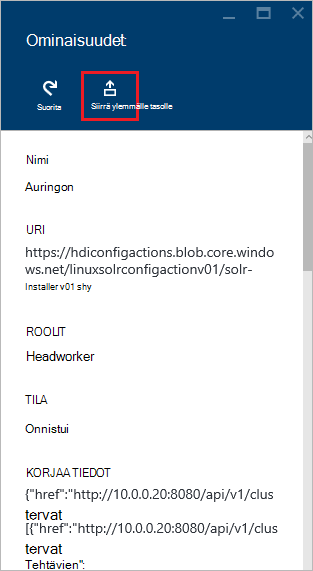 Ominaisuudet
Suorita
Siirrä ylemmälle tasolle
Nimi
Auringon
URI
https://hdiconfigactions.blob.core.windo
ws.net/linuxsolrconfigactionv01/solr-
Installer v01 shy
ROOLIT
Headworker
TILA
Onnistui
KORJAA TIEDOT
{"href":"http://10.0.0.20:8080/api/v1/clus
tervat
[{"href":"http://10.0.0.20:8080/api/v1/clus
tervat
Tehtävien":